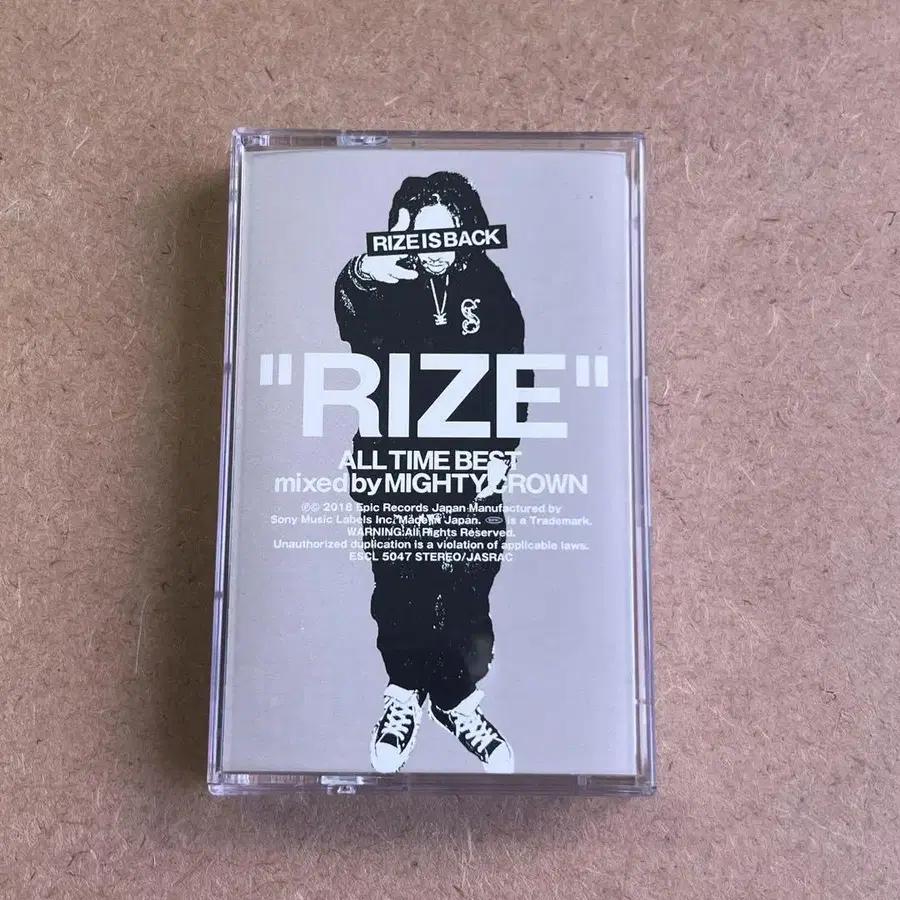 RIZE IS BACK
"RIZE"
ALL TIME BEST
mixed by MIGHTY CROWN
℗© 2018 Epic Records Japan Manufactured by
Sony Music Labels Inc. Made in Japan. is a Trademark.
WARNING:All Rights Reserved.
Unauthorized duplication is a violation of applicable laws.
ESCL 5047 STEREO/JASRAC